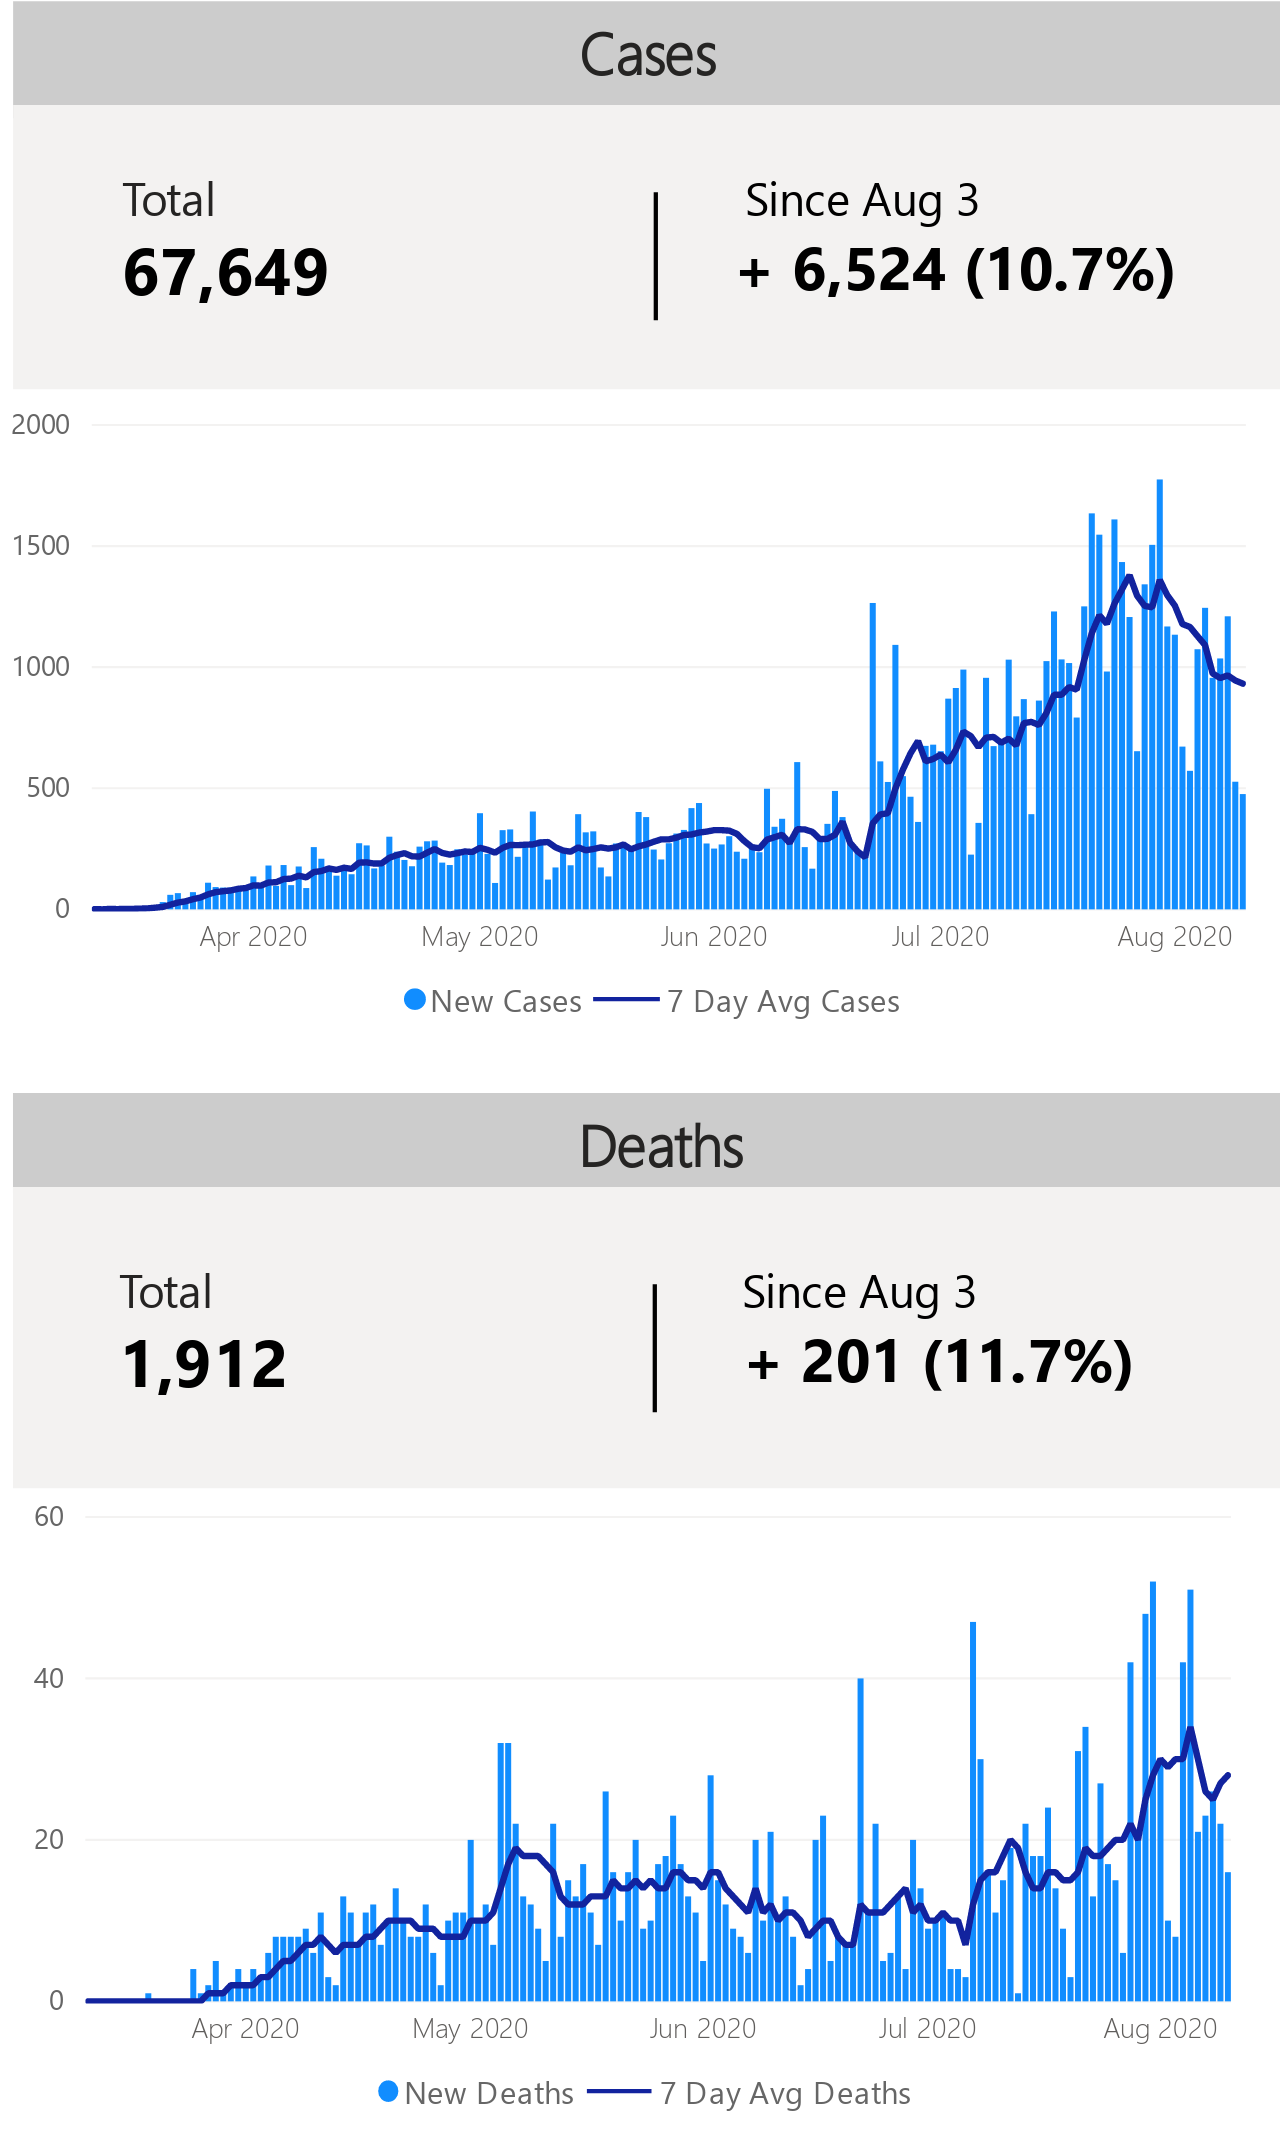 Cases
Total
Since Aug 3
67,649
+ 6,524 (10.7%)
2000
1500
1000
500
0
Apr 2020
May 2020
Jun 2020
Jul 2020
Aug 2020
New Cases
7 Day Avg Cases
Deaths
Total
Since Aug 3
1,912
+ 201 (11.7%)
60
40
20
0
Apr 2020
May 2020
Jun 2020
Jul 2020
Aug 2020
New Deaths
7 Day Avg Deaths